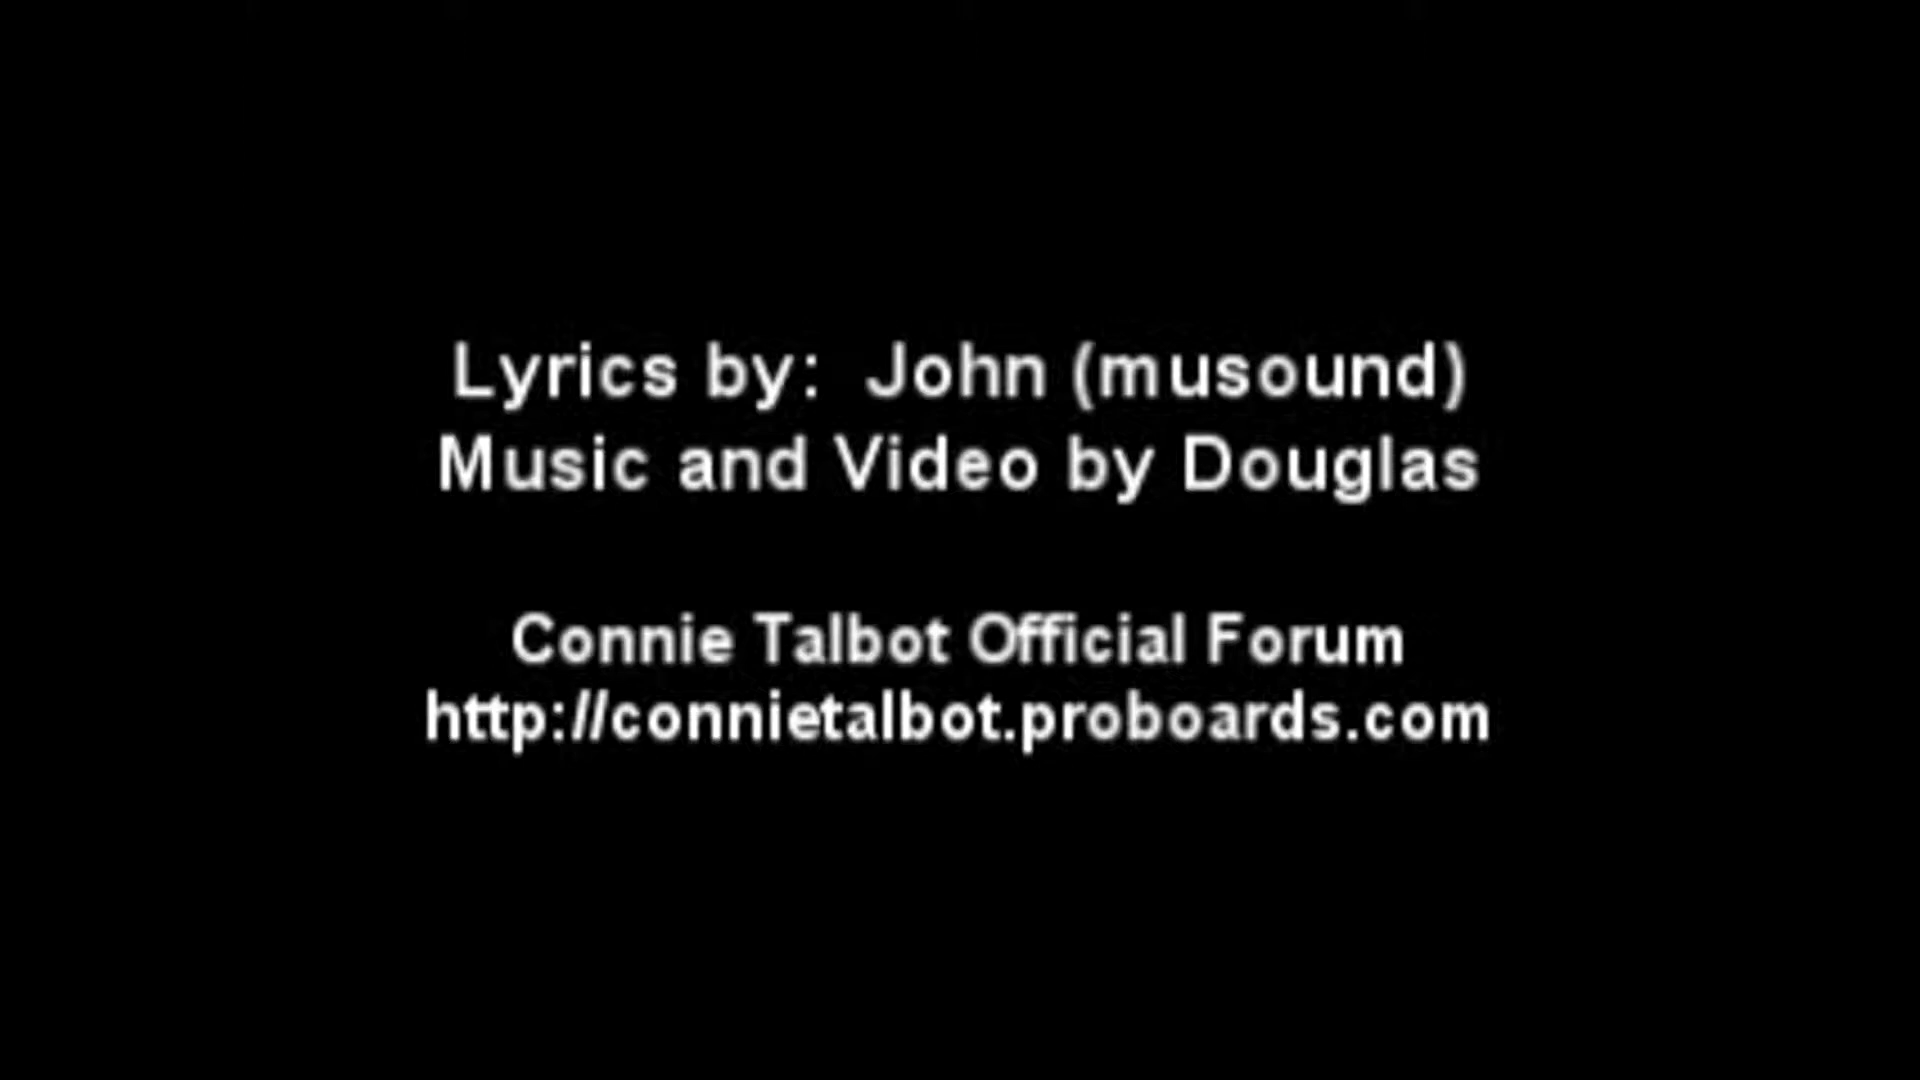 Lyrics by:  John (musound)
Music and Video by Douglas
Connie Talbot Official Forum
http://connietalbot.proboards.com